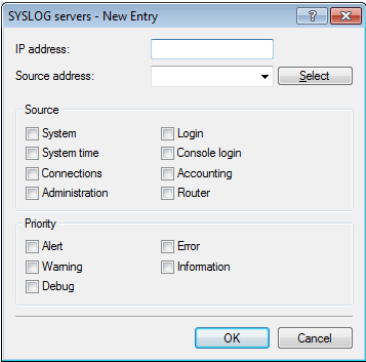 SYSLOG servers - New Entry
IP address:
Source address:
Select
Source
System
Login
System time
Console login
Connections
Accounting
Administration
Router
Priority
Alert
Error
Warning
Information
Debug
OK
Cancel